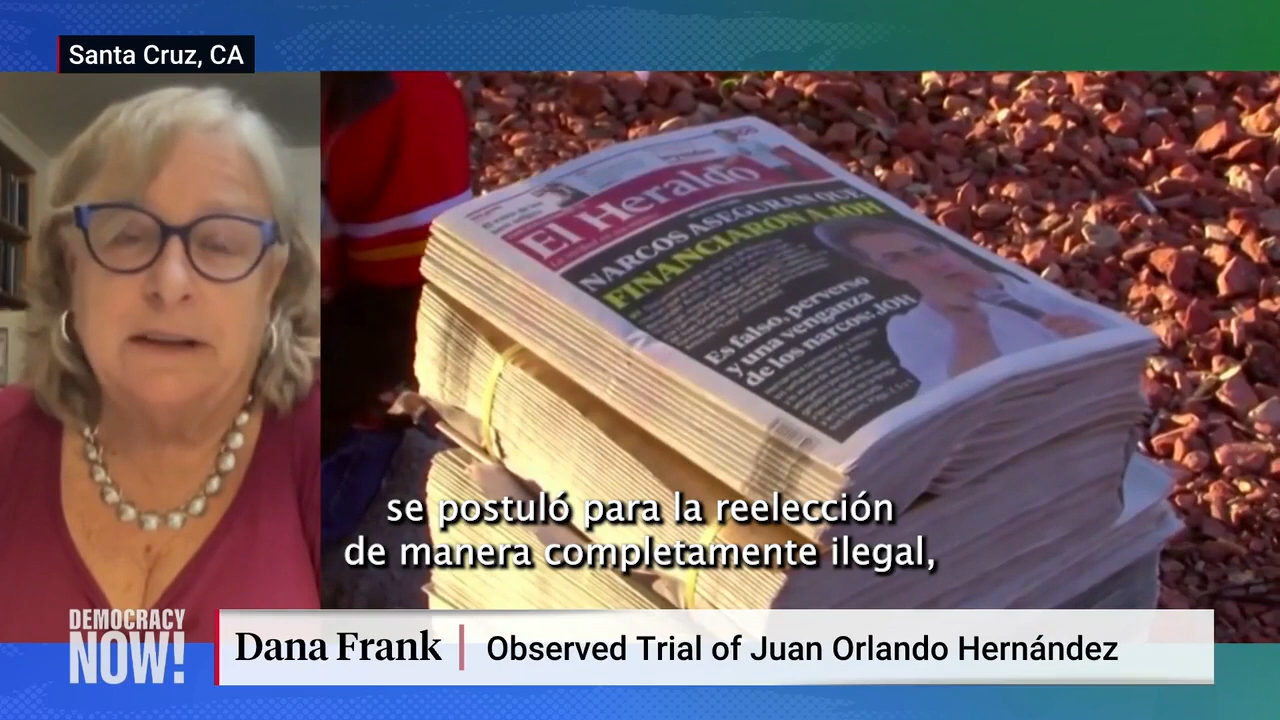 Santa Cruz, CA
El Heraldo
NARCOS ASEGURAN QUE
FINANCIARON A JOH
Es falso, perverso
y una venganza
de los narcos: JOH
se postuló para la reelección
de manera completamente ilegal,
DEMOCRACY
NOW!
Dana Frank
Observed Trial of Juan Orlando Hernández